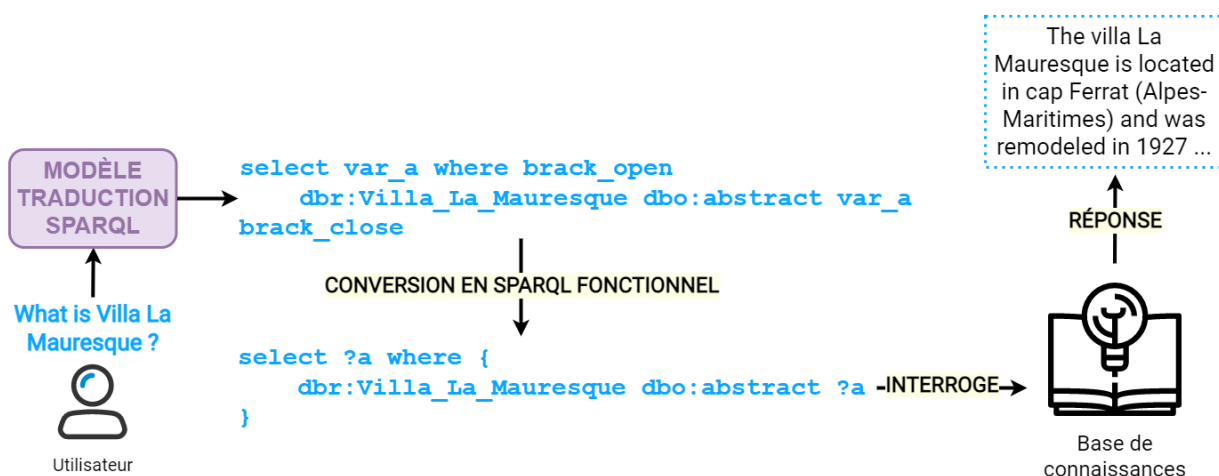 What is Villa La
Mauresque ?
Utilisateur
MODÈLE
TRADUCTION
SPARQL
select var_a where brack_open
dbr:Villa_La_Mauresque dbo:abstract var_a
brack_close
CONVERSION EN SPARQL FONCTIONNEL
select ?a where {
dbr:Villa_La_Mauresque dbo:abstract ?a
}
INTERROGE
Base de
connaissances
RÉPONSE
The villa La
Mauresque is located
in cap Ferrat (Alpes-
Maritimes) and was
remodeled in 1927 ...